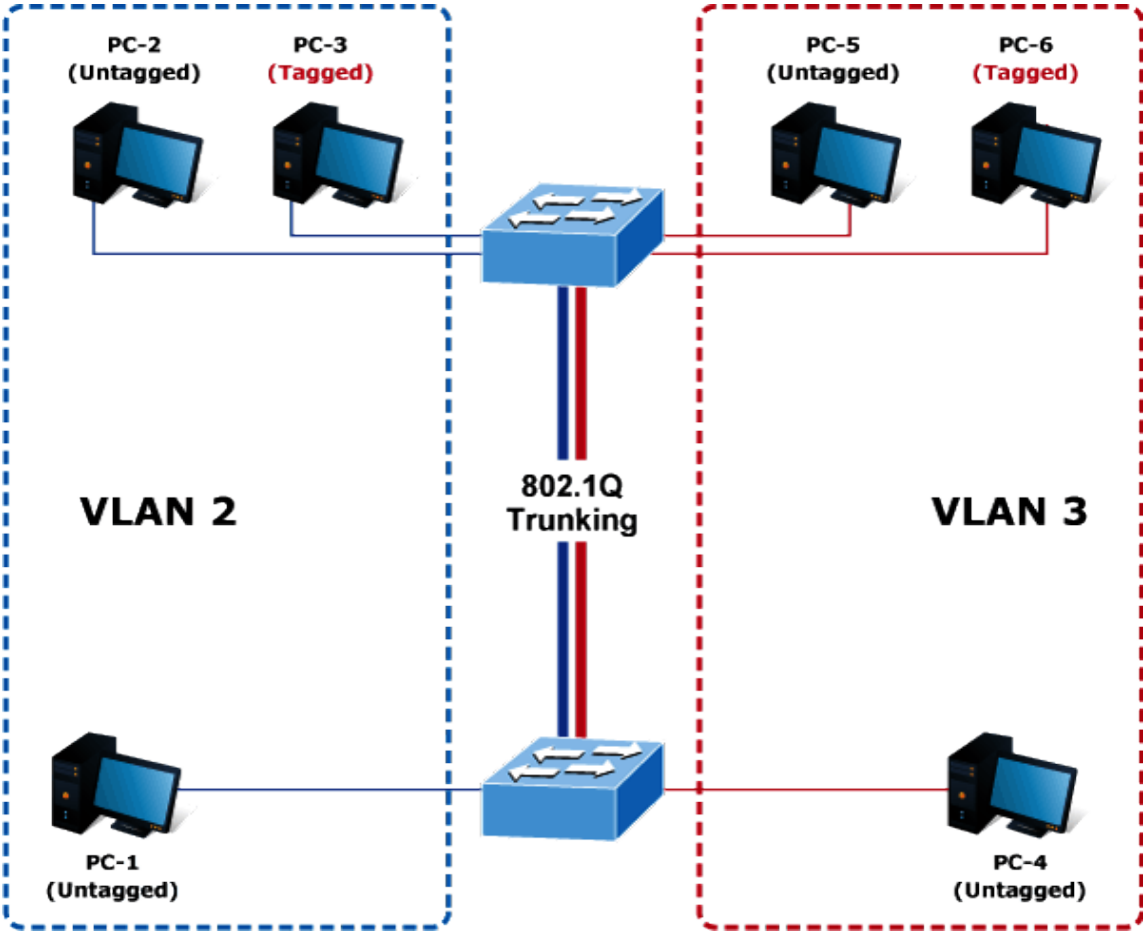 PC-2
(Untagged)
PC-3
(Tagged)
PC-5
(Untagged)
PC-6
(Tagged)
802.1Q
Trunking
VLAN 2
VLAN 3
PC-1
(Untagged)
PC-4
(Untagged)